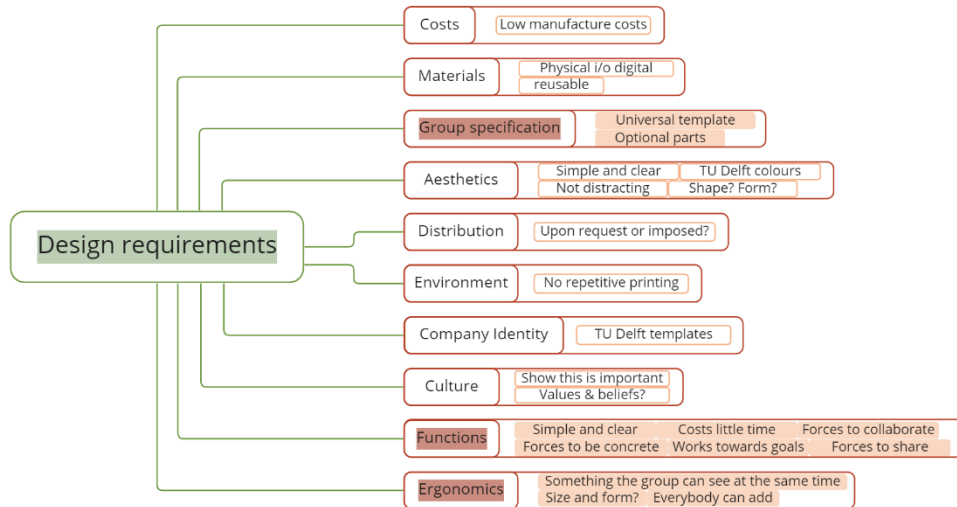 Design requirements
Costs
Low manufacture costs
Materials
Physical i/o digital
reusable
Group specification
Universal template
Optional parts
Aesthetics
Simple and clear
TU Delft colours
Not distracting
Shape? Form?
Distribution
Upon request or imposed?
Environment
No repetitive printing
Company Identity
TU Delft templates
Culture
Show this is important
Values & beliefs?
Functions
Simple and clear
Costs little time
Forces to collaborate
Forces to be concrete
Works towards goals
Forces to share
Ergonomics
Something the group can see at the same time
Size and form?
Everybody can add